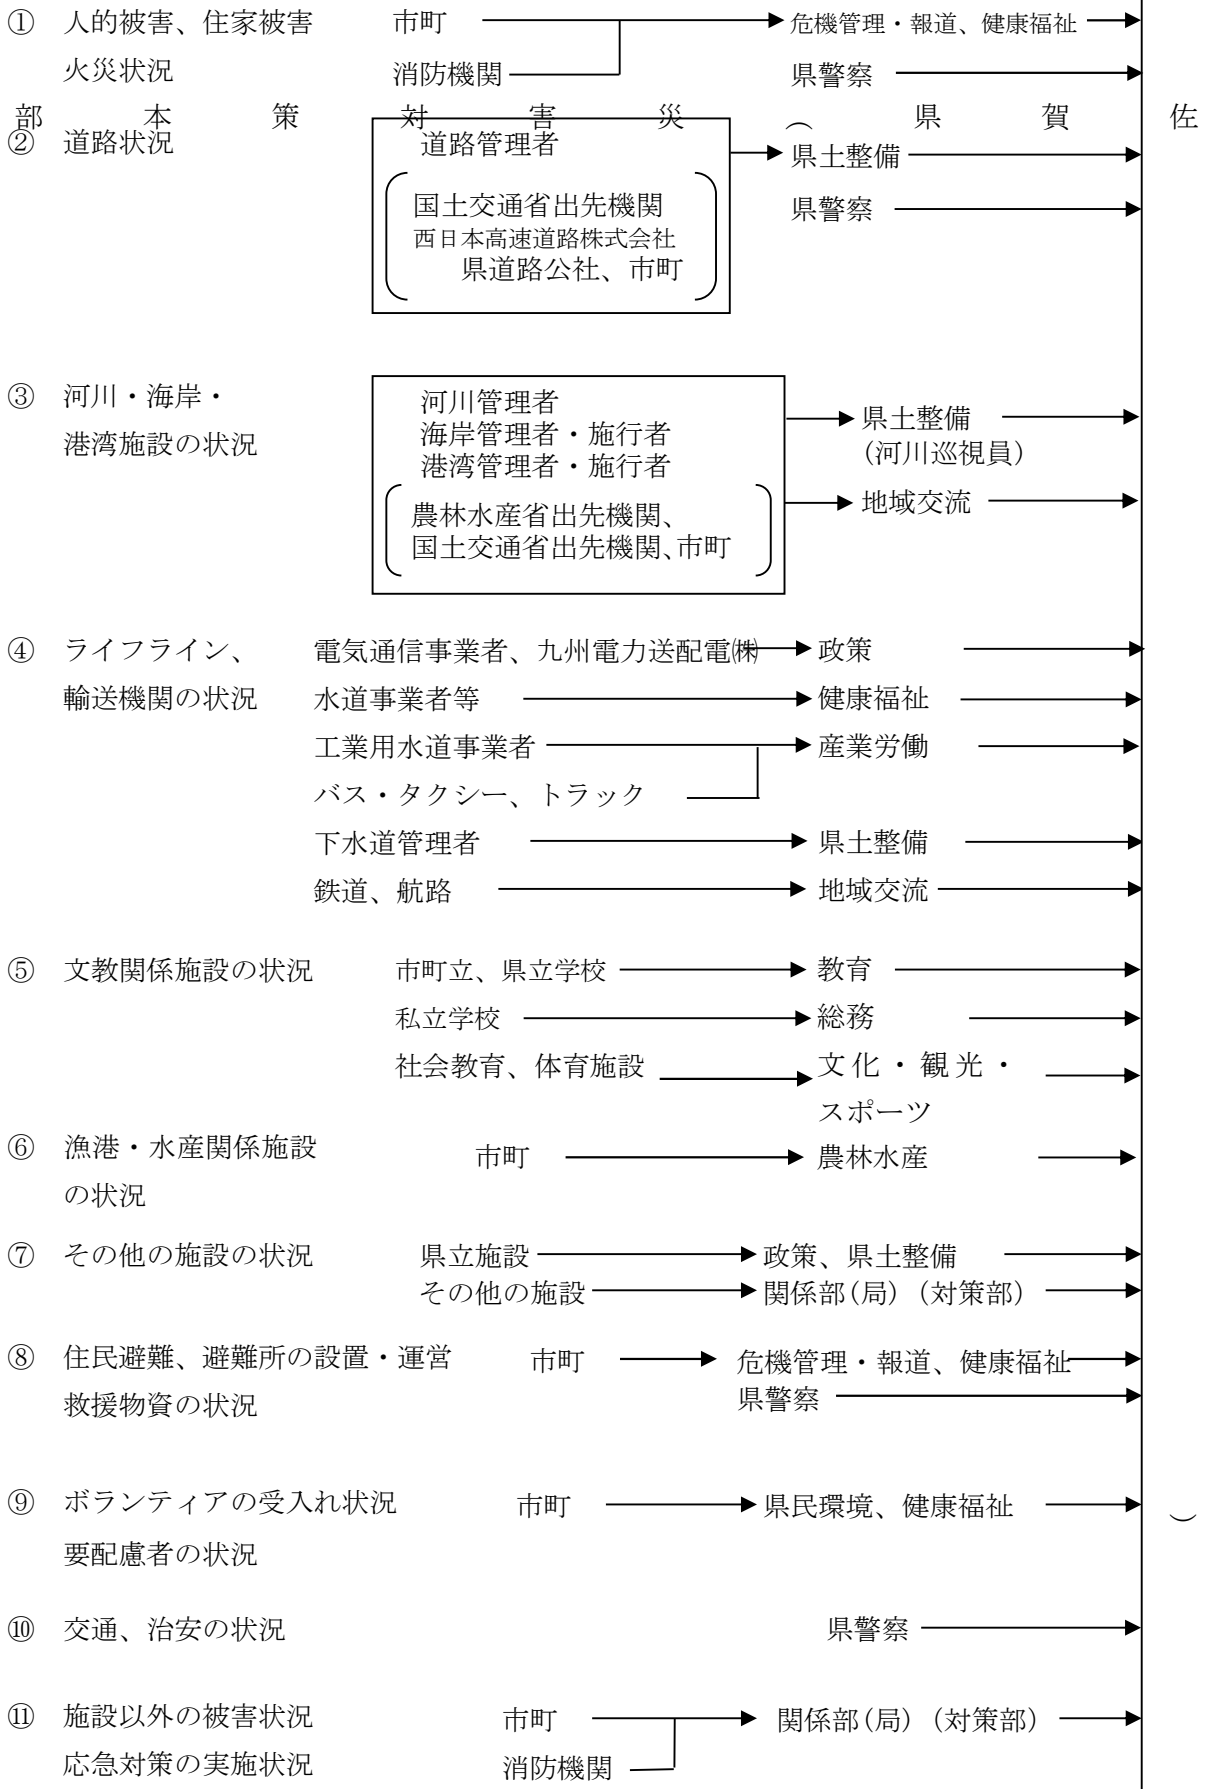 ① 人的被害、住家被害 市町 危機管理・報道、健康福祉
火災状況 消防機関 県警察
部本策対害災（県賀佐
② 道路状況 道路管理者 県土整備
国土交通省出先機関 県警察
西日本高速道路株式会社
県道路公社、市町
③ 河川・海岸・ 河川管理者 県土整備
港湾施設の状況 海岸管理者・施行者 (河川巡視員)
港湾管理者・施行者
農林水産省出先機関、 地域交流
国土交通省出先機関、市町
④ ライフライン、 電気通信事業者、九州電力送配電㈱ 政策
輸送機関の状況 水道事業者等 健康福祉
工業用水道事業者 産業労働
バス・タクシー、トラック
下水道管理者 県土整備
鉄道、航路 地域交流
⑤ 文教関係施設の状況 市町立、県立学校 教育
私立学校 総務
社会教育、体育施設 文化・観光・
スポーツ
⑥ 漁港・水産関係施設 市町 農林水産
の状況
⑦ その他の施設の状況 県立施設 政策、県土整備
その他の施設 関係部(局)(対策部)
⑧ 住民避難、避難所の設置・運営 市町 危機管理・報道、健康福祉
救援物資の状況 県警察
⑨ ボランティアの受入れ状況 市町 県民環境、健康福祉 ）
要配慮者の状況
⑩ 交通、治安の状況 県警察
⑪ 施設以外の被害状況 市町 関係部(局)(対策部)
応急対策の実施状況 消防機関